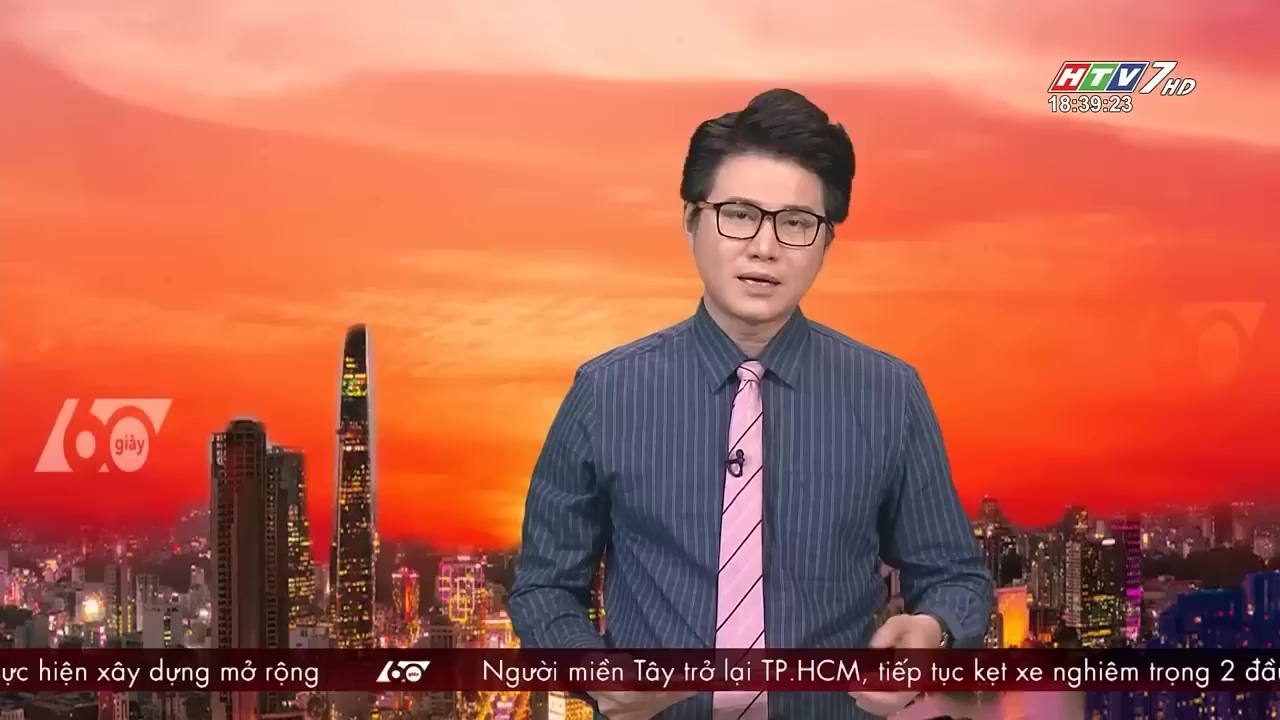 HTV7 HD
18:39:23
60 giây
ực hiện xây dựng mở rộng 60 giây Người miền Tây trở lại TP.HCM, tiếp tục kẹt xe nghiêm trọng 2 đầu